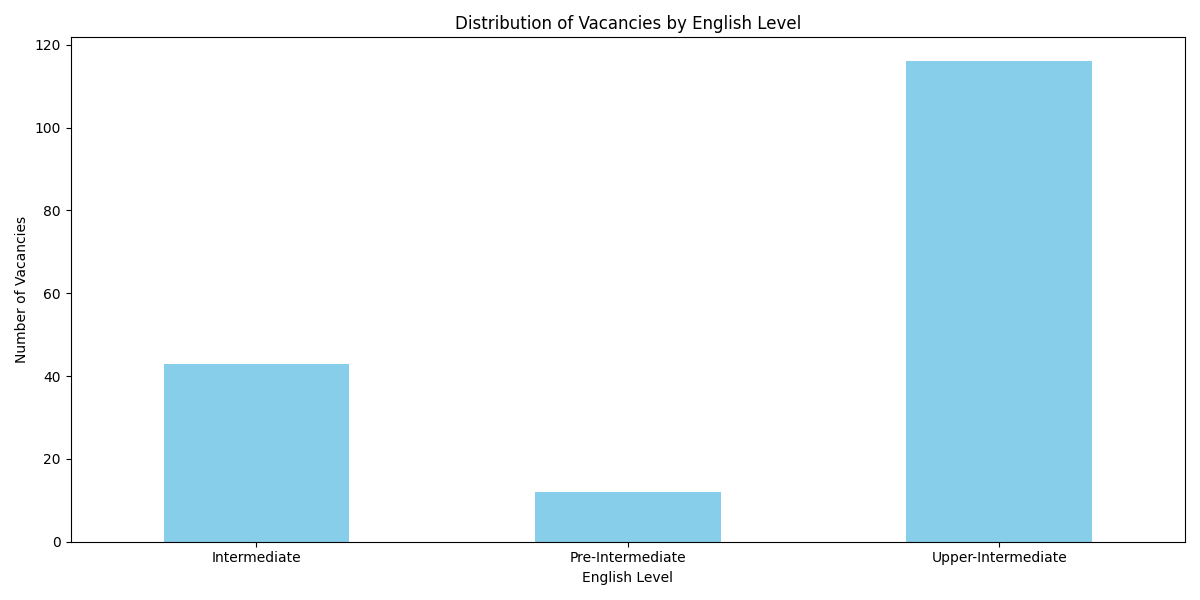 Distribution of Vacancies by English Level
Number of Vacancies
120
100
80
60
40
20
0
Intermediate
Pre-Intermediate
Upper-Intermediate
English Level